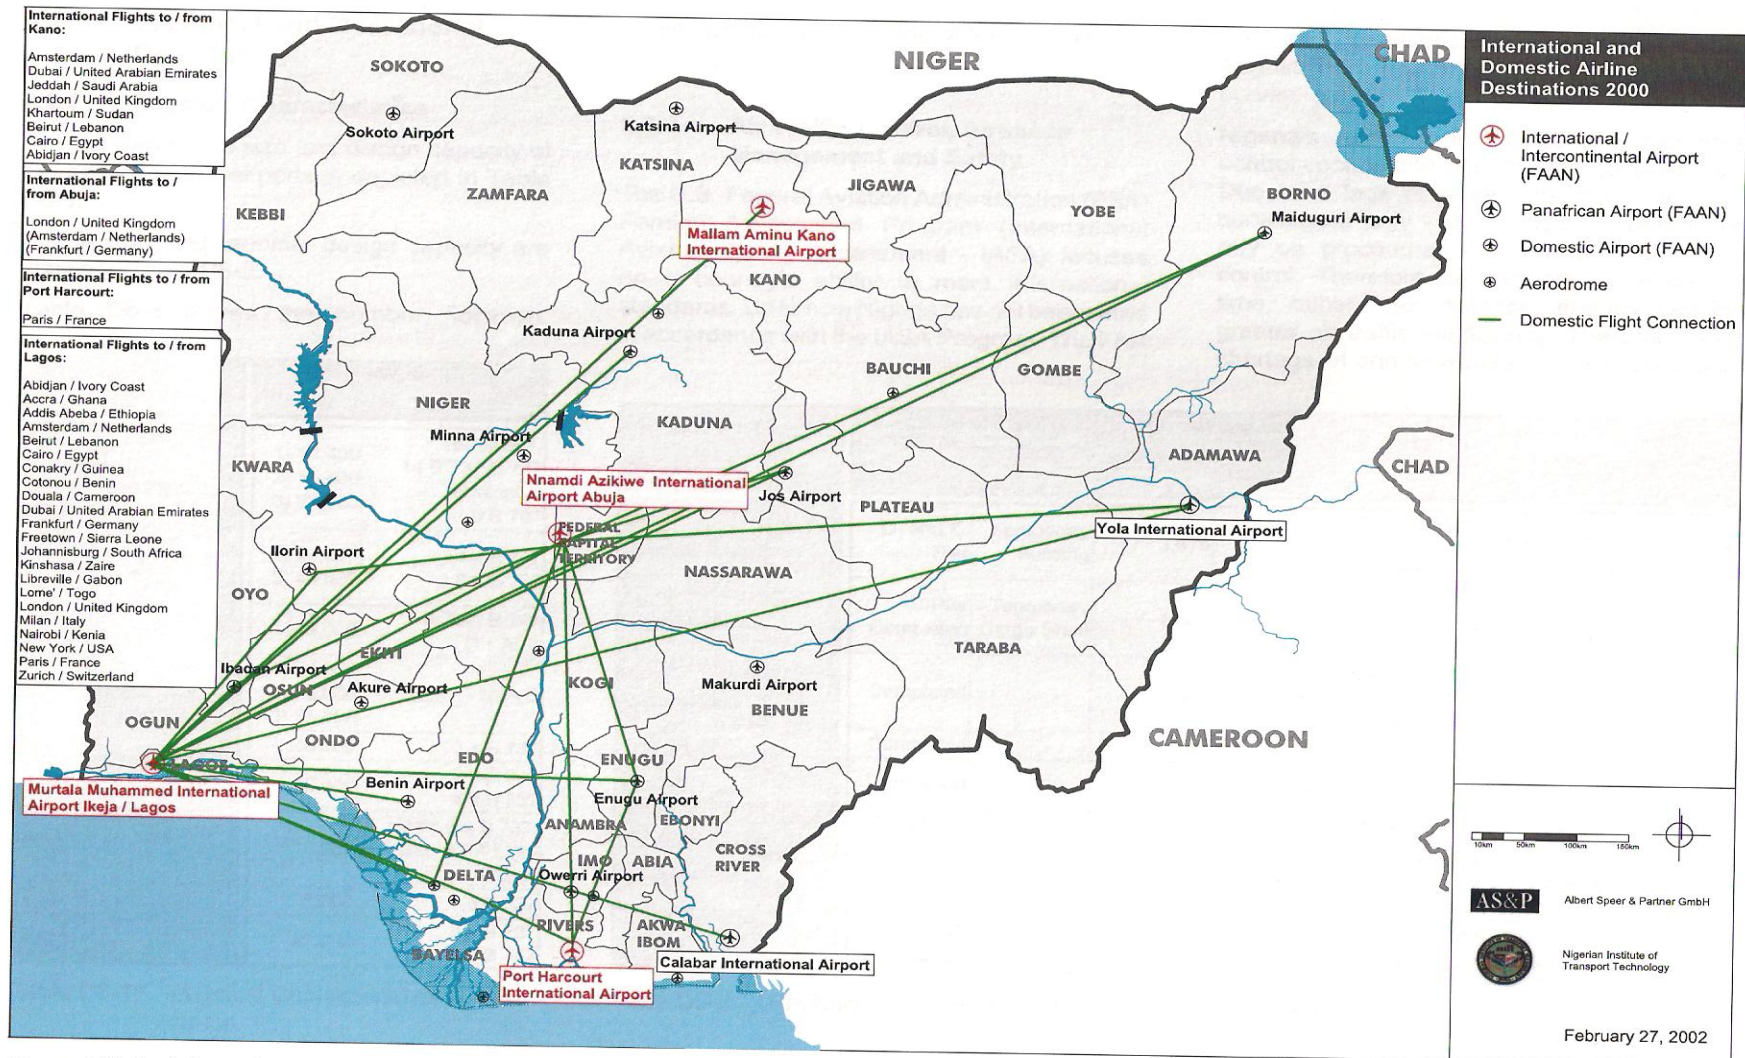 International Flights to / from
Kano:
Amsterdam / Netherlands
Dubai / United Arabian Emirates
Jeddah / Saudi Arabia
London / United Kingdom
Khartoum / Sudan
Beirut / Lebanon
Cairo / Egypt
Abidjan / Ivory Coast
International Flights to /
from Abuja:
London / United Kingdom
(Amsterdam / Netherlands)
(Frankfurt / Germany)
International Flights to / from
Port Harcourt:
Paris / France
International Flights to / from
Lagos:
Abidjan / Ivory Coast
Accra / Ghana
Addis Abeba / Ethiopia
Amsterdam / Netherlands
Beirut / Lebanon
Cairo / Egypt
Conakry / Guinea
Cotonou / Benin
Douala / Cameroon
Dubai / United Arabian Emirates
Frankfurt / Germany
Freetown / Sierra Leone
Johannisburg / South Africa
Kinshasa / Zaire
Libreville / Gabon
Lome' / Togo
London / United Kingdom
Milan / Italy
Nairobi / Kenia
New York / USA
Paris / France
Zurich / Switzerland
NIGER
CHAD
SOKOTO
Sokoto Airport
Katsina Airport
KATSINA
ZAMFARA
KEBBI
JIGAWA
YOBE
BORNO
Maiduguri Airport
Mallam Aminu Kano
International Airport
KANO
Kaduna Airport
BAUCHI
GOMBE
NIGER
KADUNA
Minna Airport
KWARA
ADAMAWA
CHAD
Nnamdi Azikiwe International
Airport Abuja
Jos Airport
PLATEAU
Yola International Airport
FEDERAL
CAPITAL
TERRITORY
Ilorin Airport
NASSARAWA
OYO
TARABA
EKITI
Ibadan Airport
OSUN
Akure Airport
KOGI
Makurdi Airport
BENUE
OGUN
ONDO
EDO
ENUGU
CAMEROON
LAGOS
Murtala Muhammed International
Airport Ikeja / Lagos
Benin Airport
Enugu Airport
ANAMBRA
EBONYI
CROSS
RIVER
IMO
ABIA
DELTA
Owerri Airport
RIVERS
AKWA
IBOM
BAYELSA
Calabar International Airport
Port Harcourt
International Airport
International and
Domestic Airline
Destinations 2000
International /
Intercontinental Airport
(FAAN)
Panafrican Airport (FAAN)
Domestic Airport (FAAN)
Aerodrome
Domestic Flight Connection
10km 50km 100km 150km
AS&P
Albert Speer & Partner GmbH
Nigerian Institute of
Transport Technology
February 27, 2002